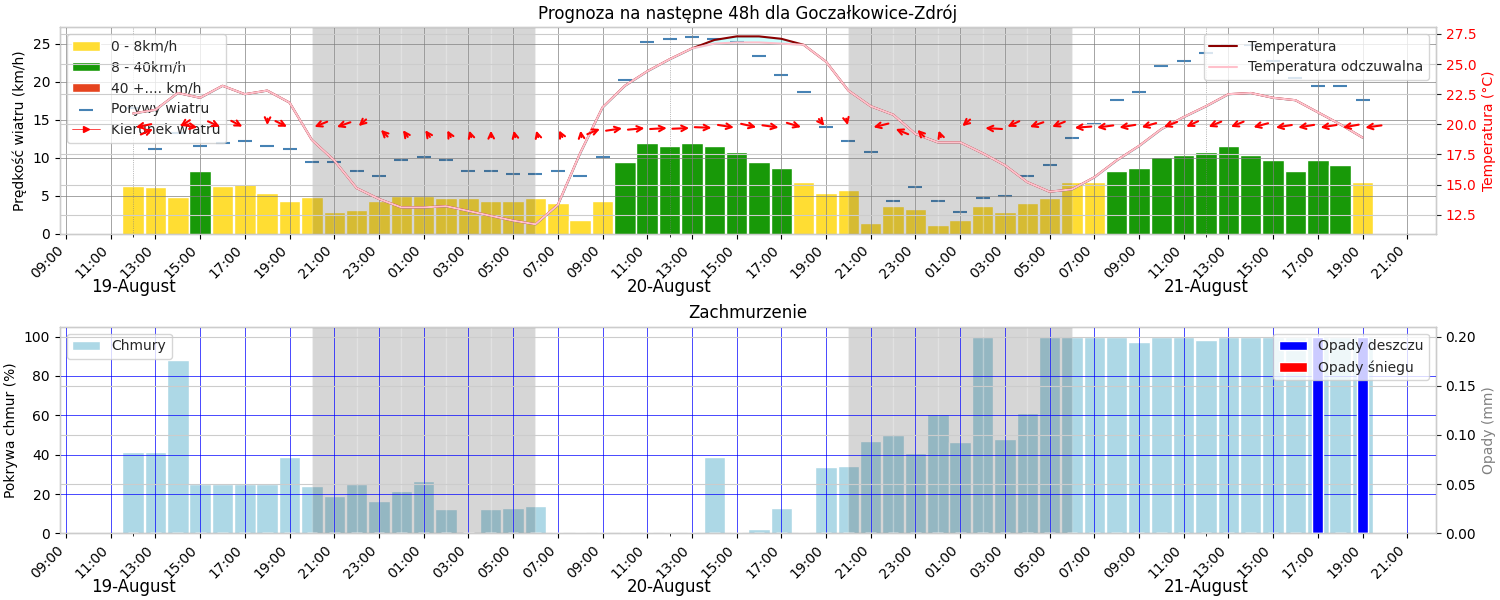 Prognoza na następne 48h dla Goczałkowice-Zdrój
Prędkość wiatru (km/h)
25
20
15
10
5
0
0 - 8km/h
8 - 40km/h
40 +.... km/h
Porywy wiatru
Kierunek wiatru
Temperatura
Temperatura odczuwalna
27.5
25.0
22.5
20.0
17.5
15.0
12.5
Temperatura (°C)
09:00 11:00 13:00 15:00 17:00 19:00 21:00 23:00 01:00 03:00 05:00 07:00 09:00 11:00 13:00 15:00 17:00 19:00 21:00 23:00 01:00 03:00 05:00 07:00 09:00 11:00 13:00 15:00 17:00 19:00 21:00
19-August 20-August 21-August
Zachmurzenie
Pokrywa chmur (%)
100
80
60
40
20
0
Chmury
Opady deszczu
Opady śniegu
0.20
0.15
0.10
0.05
0.00
Opady (mm)
09:00 11:00 13:00 15:00 17:00 19:00 21:00 23:00 01:00 03:00 05:00 07:00 09:00 11:00 13:00 15:00 17:00 19:00 21:00 23:00 01:00 03:00 05:00 07:00 09:00 11:00 13:00 15:00 17:00 19:00 21:00
19-August 20-August 21-August